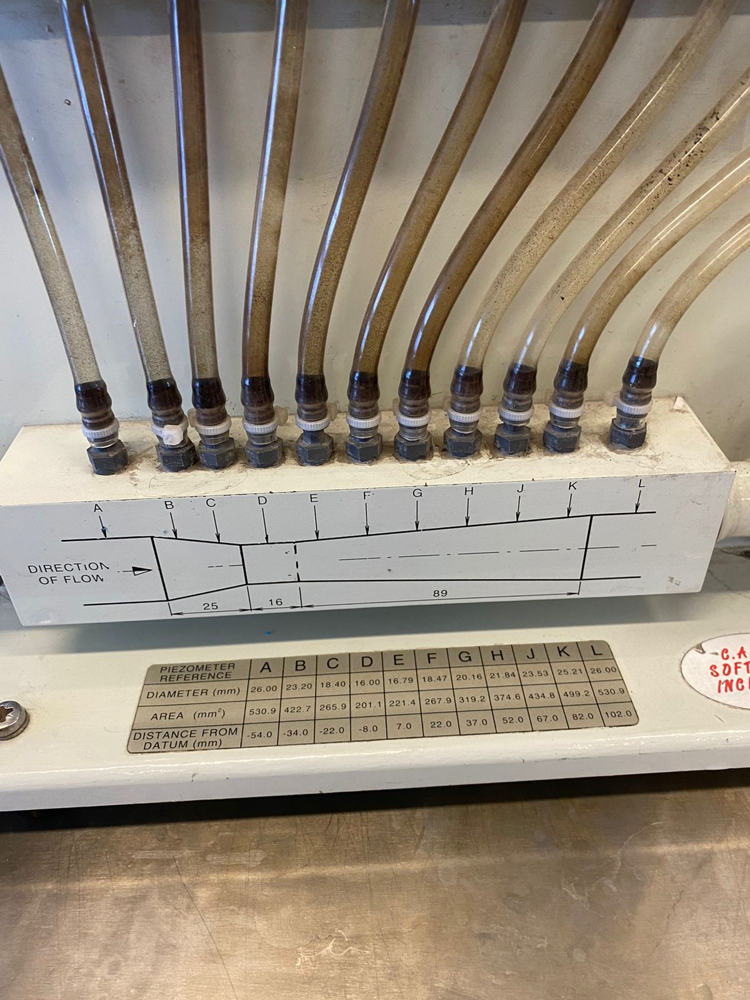 A B C D E F G H J K L
DIRECTION
OF FLOW
25 16 89
PIEZOMETER REFERENCE A B C D E F G H J K L
DIAMETER (mm) 26.00 23.20 18.40 16.00 16.79 18.47 20.16 21.84 23.53 25.21 26.00
AREA (mm²) 530.9 422.7 265.9 201.1 221.4 267.9 319.2 374.6 434.8 499.2 530.9
DISTANCE FROM DATUM (mm) -54.0 -34.0 -22.0 -8.0 7.0 22.0 37.0 52.0 67.0 82.0 102.0
C.A
SOFT
INC